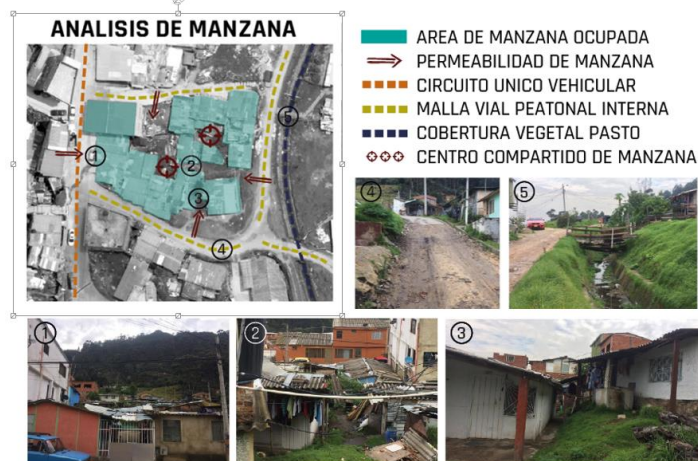 ANALISIS DE MANZANA
AREA DE MANZANA OCUPADA
PERMEABILIDAD DE MANZANA
CIRCUITO UNICO VEHICULAR
MALLA VIAL PEATONAL INTERNA
COBERTURA VEGETAL PASTO
CENTRO COMPARTIDO DE MANZANA
1
2
3
4
5
4
5
1
2
3